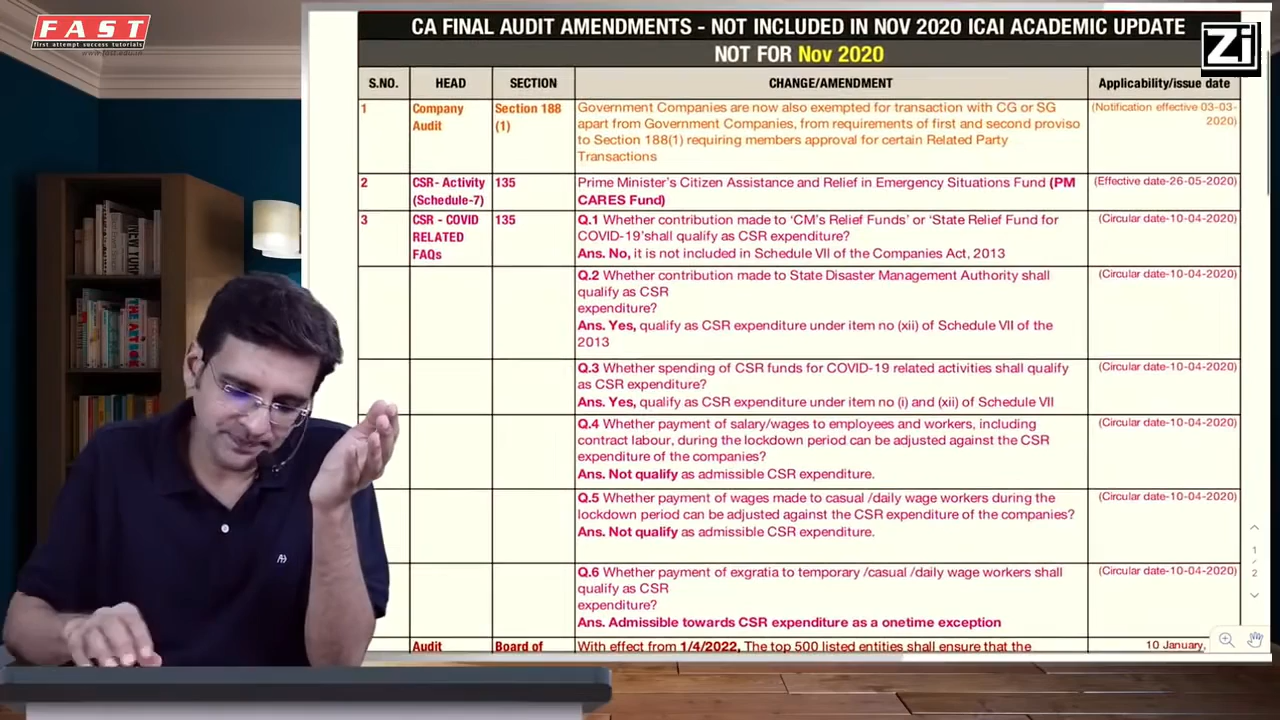 FAST
first attempt success tutorials
www.fast.edu.in
Zi
CA FINAL AUDIT AMENDMENTS - NOT INCLUDED IN NOV 2020 ICAI ACADEMIC UPDATE
NOT FOR Nov 2020
S.NO. HEAD SECTION CHANGE/AMENDMENT Applicability/issue date
1 Company Section 188 Government Companies are now also exempted for transaction with CG or SG (Notification effective 03-03-
Audit (1) apart from Government Companies, from requirements of first and second proviso 2020)
to Section 188(1) requiring members approval for certain Related Party
Transactions
2 CSR- Activity 135 Prime Minister's Citizen Assistance and Relief in Emergency Situations Fund (PM (Effective date-26-05-2020)
(Schedule-7) CARES Fund)
3 CSR - COVID 135 Q.1 Whether contribution made to 'CM's Relief Funds' or 'State Relief Fund for (Circular date-10-04-2020)
RELATED COVID-19'shall qualify as CSR expenditure?
FAQs Ans. No, it is not included in Schedule VII of the Companies Act, 2013
Q.2 Whether contribution made to State Disaster Management Authority shall (Circular date-10-04-2020)
qualify as CSR
expenditure?
Ans. Yes, qualify as CSR expenditure under item no (xii) of Schedule VII of the
2013
Q.3 Whether spending of CSR funds for COVID-19 related activities shall qualify (Circular date-10-04-2020)
as CSR expenditure?
Ans. Yes, qualify as CSR expenditure under item no (i) and (xii) of Schedule VII
Q.4 Whether payment of salary/wages to employees and workers, including (Circular date-10-04-2020)
contract labour, during the lockdown period can be adjusted against the CSR
expenditure of the companies?
Ans. Not qualify as admissible CSR expenditure.
Q.5 Whether payment of wages made to casual /daily wage workers during the (Circular date-10-04-2020)
lockdown period can be adjusted against the CSR expenditure of the companies?
Ans. Not qualify as admissible CSR expenditure.
Q.6 Whether payment of exgratia to temporary /casual /daily wage workers shall (Circular date-10-04-2020)
qualify as CSR
expenditure?
Ans. Admissible towards CSR expenditure as a onetime exception
Audit Board of With effect from 1/4/2022, The top 500 listed entities shall ensure that the 10 January,
1
/
2